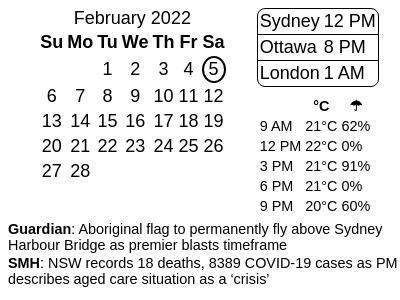 February 2022
Su Mo Tu We Th Fr Sa
1 2 3 4 5
6 7 8 9 10 11 12
13 14 15 16 17 18 19
20 21 22 23 24 25 26
27 28
Sydney 12 PM
Ottawa 8 PM
London 1 AM
°C ☂
9 AM 21°C 62%
12 PM 22°C 0%
3 PM 21°C 91%
6 PM 21°C 0%
9 PM 20°C 60%
Guardian: Aboriginal flag to permanently fly above Sydney
Harbour Bridge as premier blasts timeframe
SMH: NSW records 18 deaths, 8389 COVID-19 cases as PM
describes aged care situation as a ‘crisis’